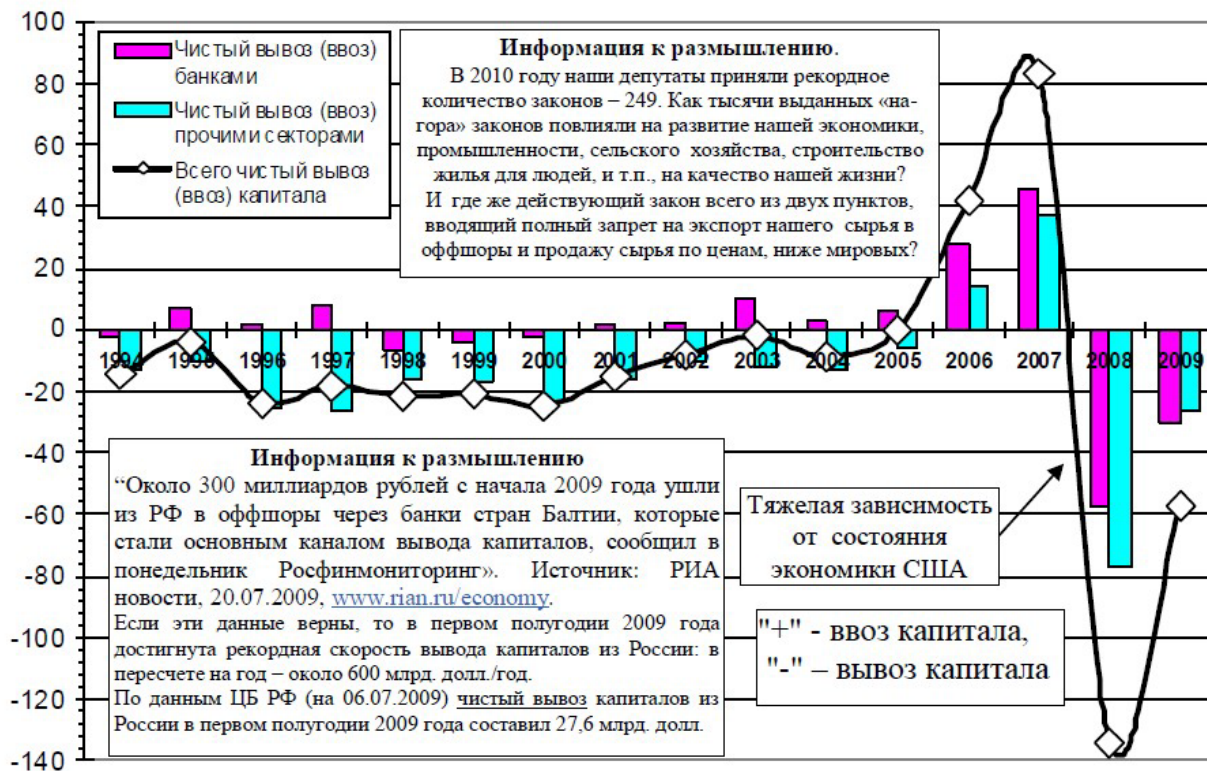 100
80
60
40
20
0
-20
-40
-60
-80
-100
-120
-140
Чистый вывоз (ввоз)
банками
Чистый вывоз (ввоз)
прочими секторами
Всего чистый вывоз
(ввоз) капитала
Информация к размышлению.
В 2010 году наши депутаты приняли рекордное
количество законов – 249. Как тысячи выданных «на-
гора» законов повлияли на развитие нашей экономики,
промышленности, сельского хозяйства, строительство
жилья для людей, и т.п., на качество нашей жизни?
И где же действующий закон всего из двух пунктов,
вводящий полный запрет на экспорт нашего сырья в
оффшоры и продажу сырья по ценам, ниже мировых?
1994 1995 1996 1997 1998 1999 2000 2001 2002 2003 2004 2005 2006 2007 2008 2009
Информация к размышлению
“Около 300 миллиардов рублей с начала 2009 года ушли
из РФ в оффшоры через банки стран Балтии, которые
стали основным каналом вывода капиталов, сообщил в
понедельник Росфинмониторинг». Источник: РИА
новости, 20.07.2009, www.rian.ru/economy.
Если эти данные верны, то в первом полугодии 2009 года
достигнута рекордная скорость вывода капиталов из России: в
пересчете на год – около 600 млрд. долл./год.
По данным ЦБ РФ (на 06.07.2009) чистый вывоз капиталов из
России в первом полугодии 2009 года составил 27,6 млрд. долл.
Тяжелая зависимость
от состояния
экономики США
"+" - ввоз капитала,
"-" – вывоз капитала